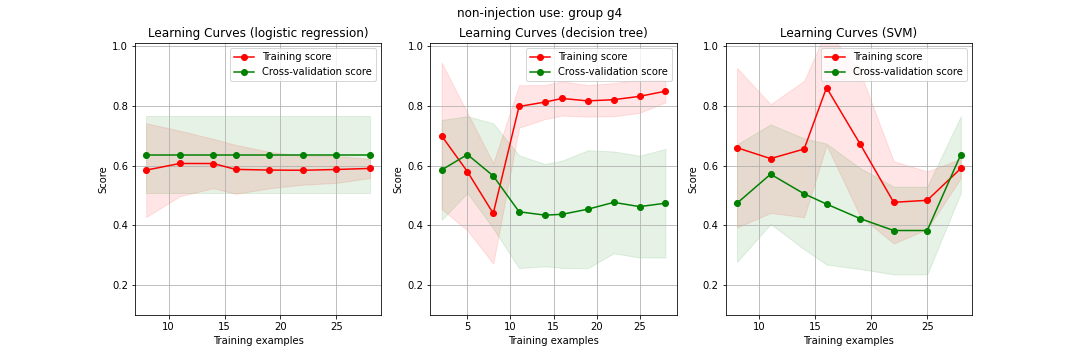 non-injection use: group g4
Learning Curves (logistic regression)
Training score
Cross-validation score
1.0
0.8
0.6
0.4
0.2
Score
10
15
20
25
Training examples
Learning Curves (decision tree)
Training score
Cross-validation score
1.0
0.8
0.6
0.4
0.2
Score
5
10
15
20
25
Training examples
Learning Curves (SVM)
Training score
Cross-validation score
1.0
0.8
0.6
0.4
0.2
Score
10
15
20
25
Training examples